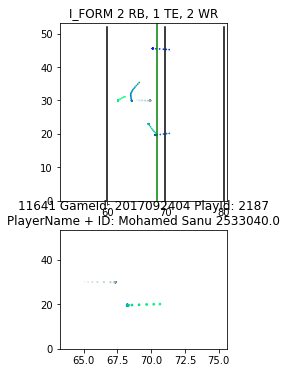 I_FORM 2 RB, 1 TE, 2 WR
50
40
30
20
10
0
60 70 80
11641 GameId: 2017092404 PlayId: 2187
PlayerName + ID: Mohamed Sanu 2533040.0
40
20
0
65.0 67.5 70.0 72.5 75.0